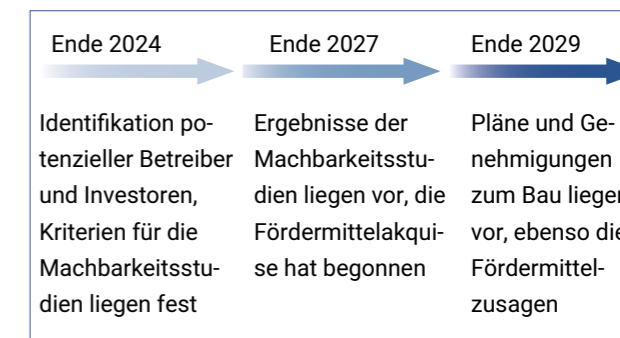 Ende 2024
Identifikation po-
tenzieller Betreiber
und Investoren,
Kriterien für die
Machbarkeitsstu-
dien liegen fest
Ende 2027
Ergebnisse der
Machbarkeitsstu-
dien liegen vor, die
Fördermittelakqui-
se hat begonnen
Ende 2029
Pläne und Ge-
nehmigungen
zum Bau liegen
vor, ebenso die
Fördermittel-
zusagen